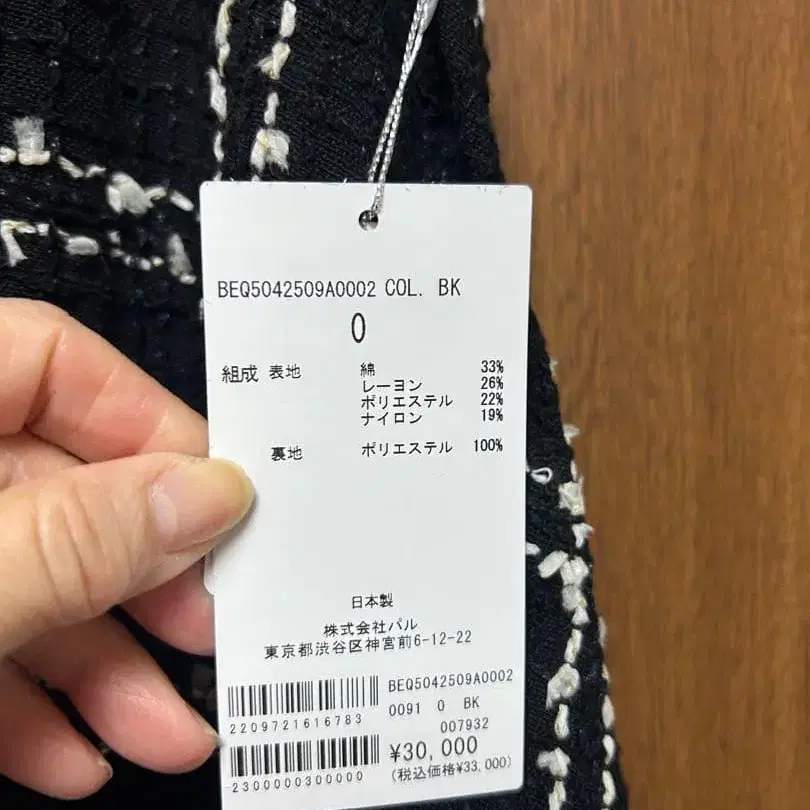 BEQ5042509A0002 COL. BK
0
組成 表地 綿 33%
レーヨン 26%
ポリエステル 22%
ナイロン 19%
裏地 ポリエステル 100%
日本製
株式会社パル
東京都渋谷区神宮前6-12-22
BEQ5042509A0002
0091 0 BK
2209721616783
007932
¥30,000
(税込価格¥33,000)
2300000300000